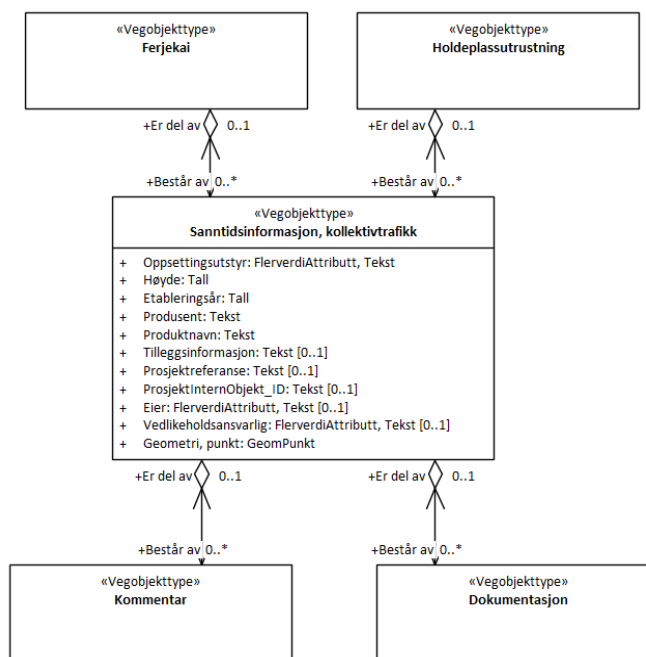 «Vegobjekttype»
Ferjekai
«Vegobjekttype»
Holdeplassutrustning
+Er del av 0..1
+Er del av 0..1
+Består av 0..*
+Består av 0..*
«Vegobjekttype»
Sanntidsinformasjon, kollektivtrafikk
+ Oppsettingsutstyr: FlerverdiAttributt, Tekst
+ Høyde: Tall
+ Etableringsår: Tall
+ Produsent: Tekst
+ Produktnavn: Tekst
+ Tilleggsinformasjon: Tekst [0..1]
+ Prosjektreferanse: Tekst [0..1]
+ ProsjektInternObjekt_ID: Tekst [0..1]
+ Eier: FlerverdiAttributt, Tekst [0..1]
+ Vedlikeholdsansvarlig: FlerverdiAttributt, Tekst [0..1]
+ Geometri, punkt: GeomPunkt
+Er del av 0..1
+Er del av 0..1
+Består av 0..*
+Består av 0..*
«Vegobjekttype»
Kommentar
«Vegobjekttype»
Dokumentasjon